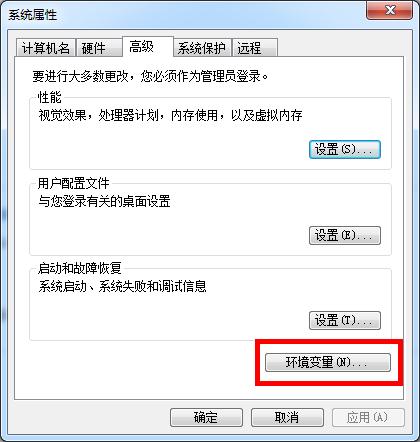 系统属性
计算机名 硬件 高级 系统保护 远程
要进行大多数更改，您必须作为管理员登录。
性能
视觉效果，处理器计划，内存使用，以及虚拟内存
设置(S)...
用户配置文件
与您登录有关的桌面设置
设置(E)...
启动和故障恢复
系统启动、系统失败和调试信息
设置(T)...
环境变量(N)...
确定 取消 应用(A)